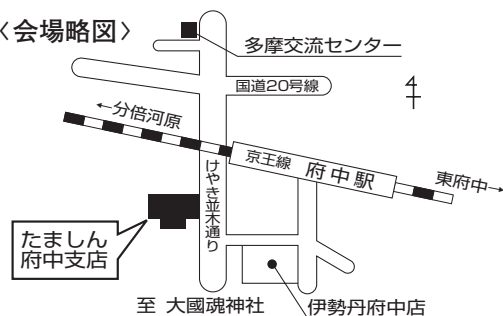 〈会場略図〉
多摩交流センター
国道20号線
←分倍河原
京王線 府中駅
東府中→
けやき並木通り
たましん
府中支店
至 大國魂神社
伊勢丹府中店